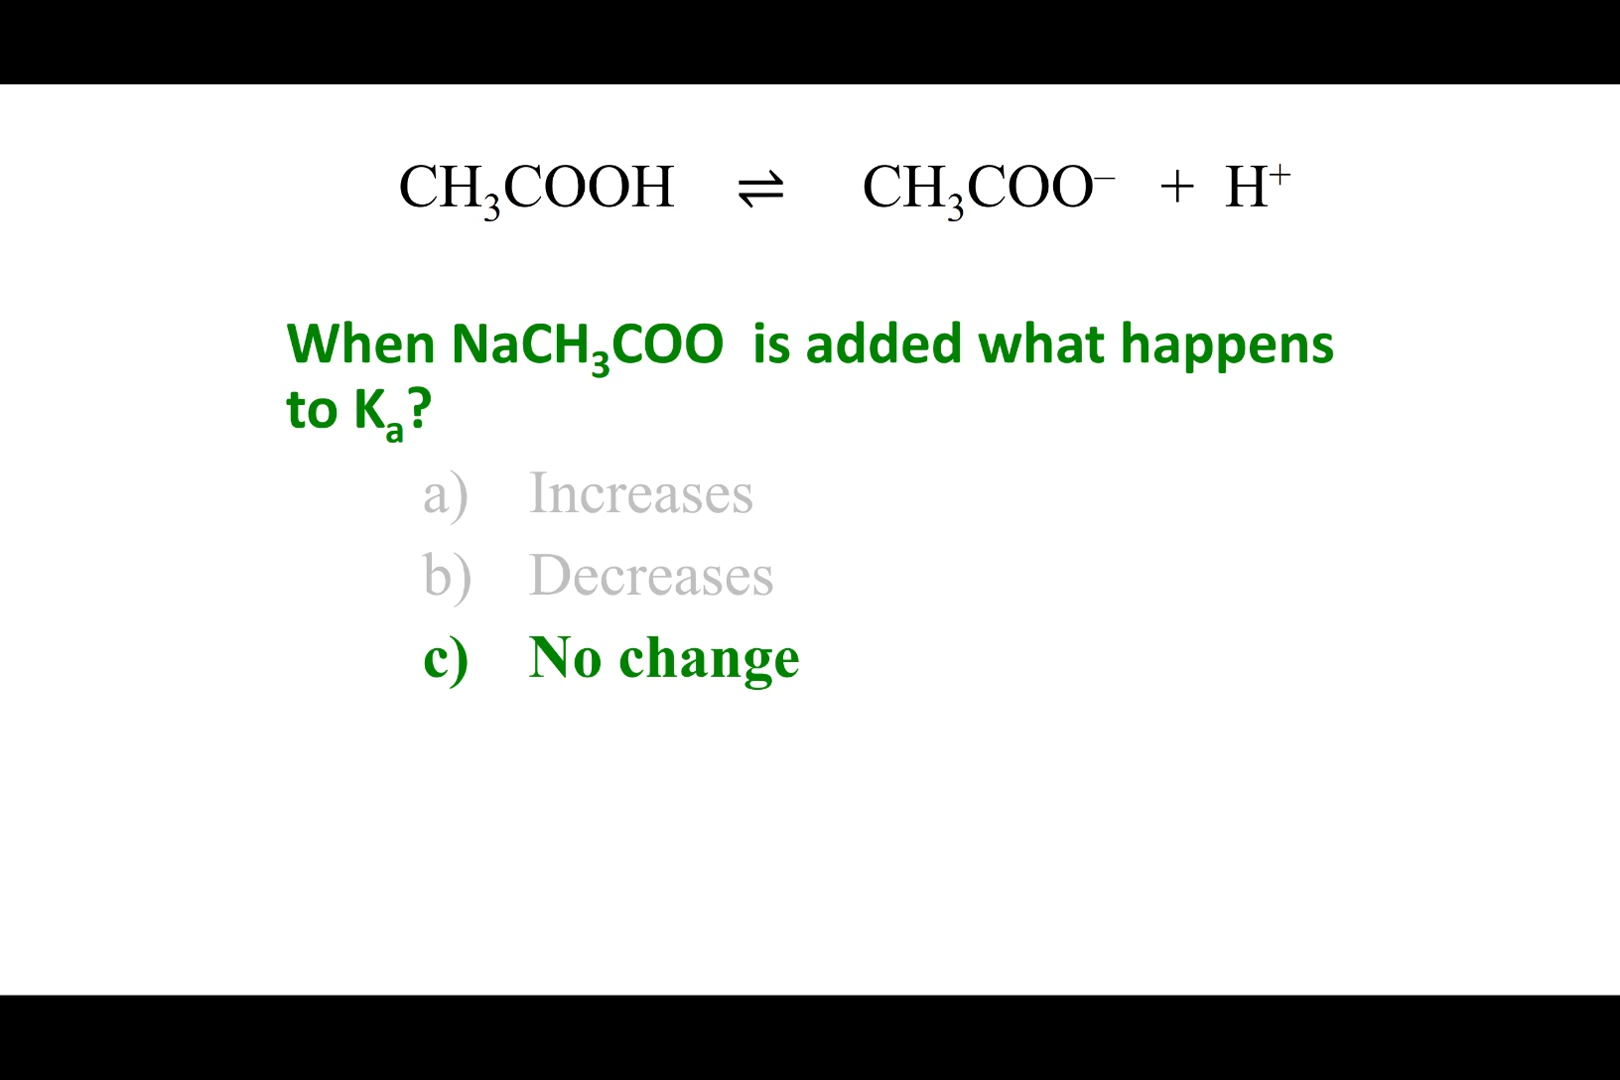 CH₃COOH ⇌ CH₃COO⁻ + H⁺
When NaCH₃COO is added what happens
to Kₐ?
a) Increases
b) Decreases
c) No change